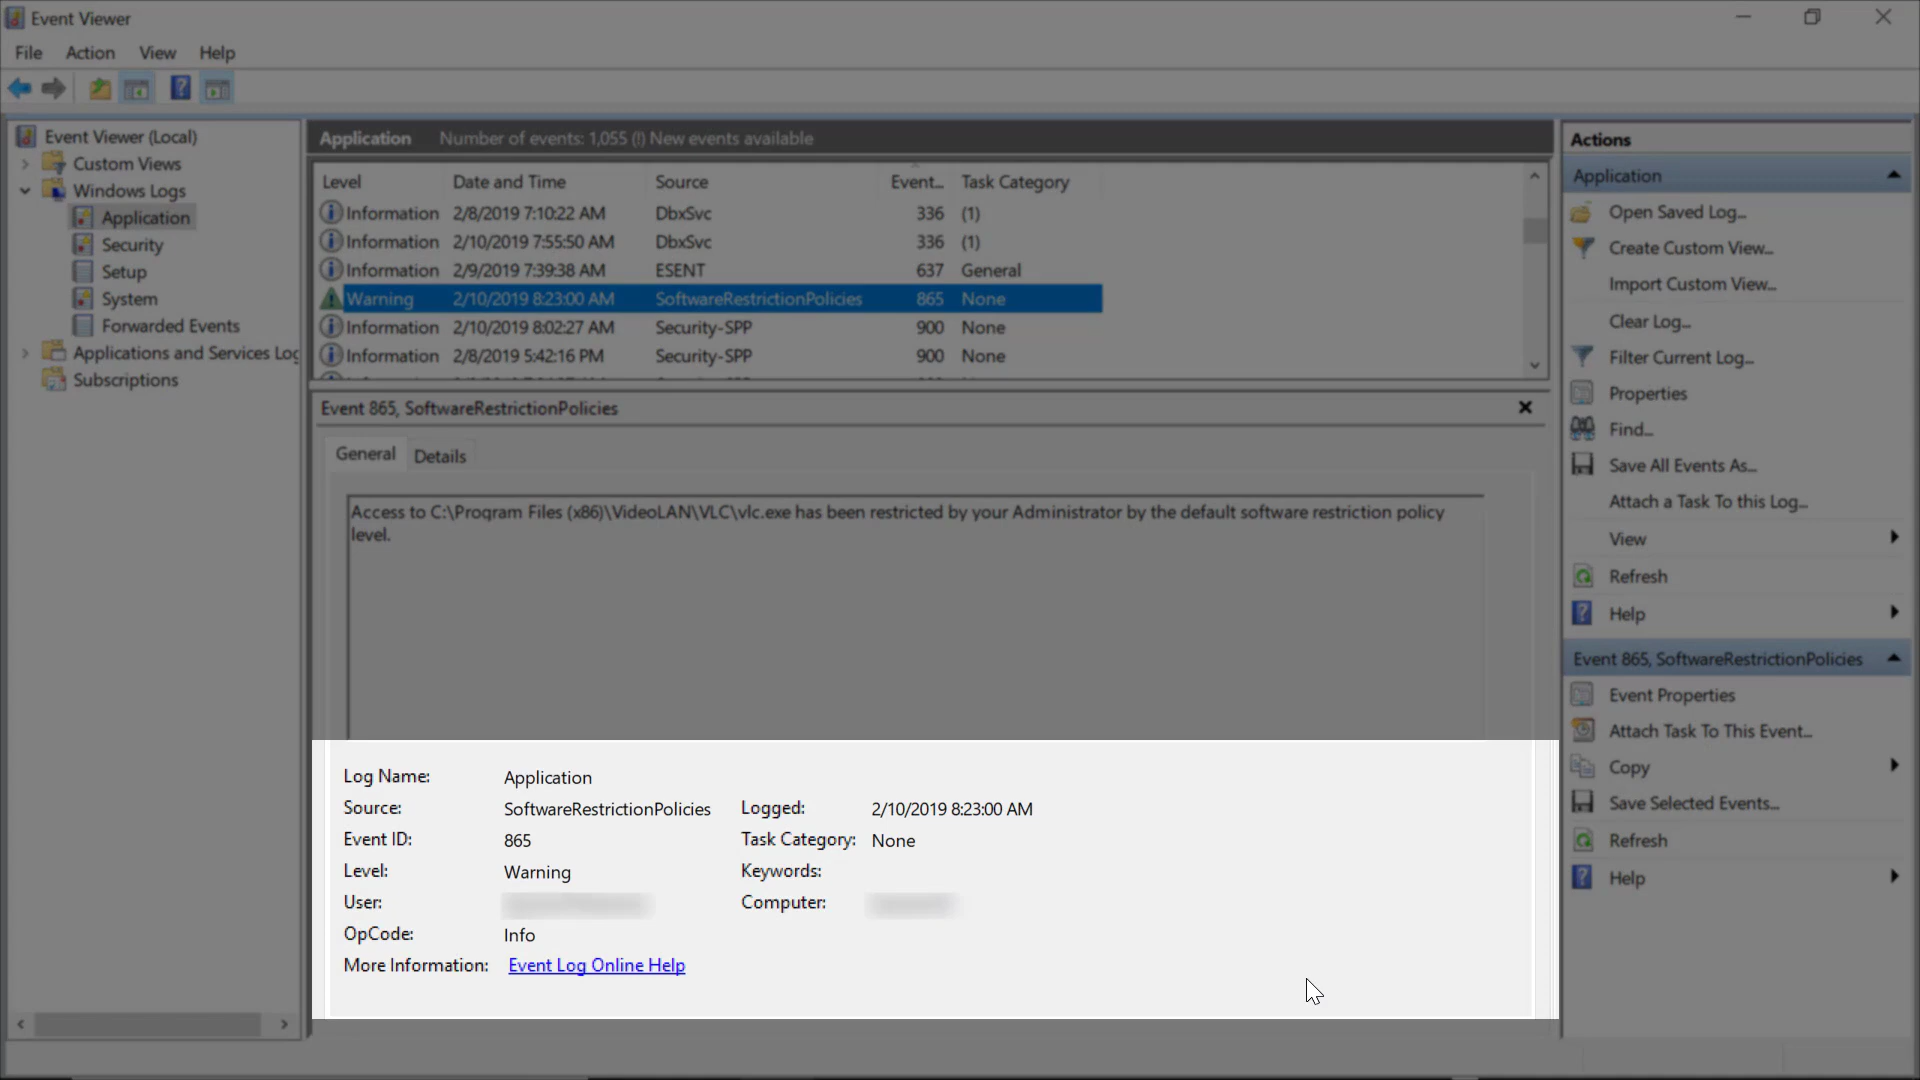 Event Viewer
File Action View Help
Event Viewer (Local)
Custom Views
Windows Logs
Application
Security
Setup
System
Forwarded Events
Applications and Services Log
Subscriptions
Application Number of events: 1,055 (!) New events available
Level Date and Time Source Event... Task Category
Information 2/8/2019 7:10:22 AM DbxSvc 336 (1)
Information 2/10/2019 7:55:50 AM DbxSvc 336 (1)
Information 2/9/2019 7:39:38 AM ESENT 637 General
Warning 2/10/2019 8:23:00 AM SoftwareRestrictionPolicies 865 None
Information 2/10/2019 8:02:27 AM Security-SPP 900 None
Information 2/8/2019 5:42:16 PM Security-SPP 900 None
Event 865, SoftwareRestrictionPolicies
General Details
Access to C:\Program Files (x86)\VideoLAN\VLC\vlc.exe has been restricted by your Administrator by the default software restriction policy
level.
Log Name: Application
Source: SoftwareRestrictionPolicies Logged: 2/10/2019 8:23:00 AM
Event ID: 865 Task Category: None
Level: Warning Keywords:
User: Computer:
OpCode: Info
More Information: Event Log Online Help
Actions
Application
Open Saved Log...
Create Custom View...
Import Custom View...
Clear Log...
Filter Current Log...
Properties
Find...
Save All Events As...
Attach a Task To this Log...
View
Refresh
Help
Event 865, SoftwareRestrictionPolicies
Event Properties
Attach Task To This Event...
Copy
Save Selected Events...
Refresh
Help